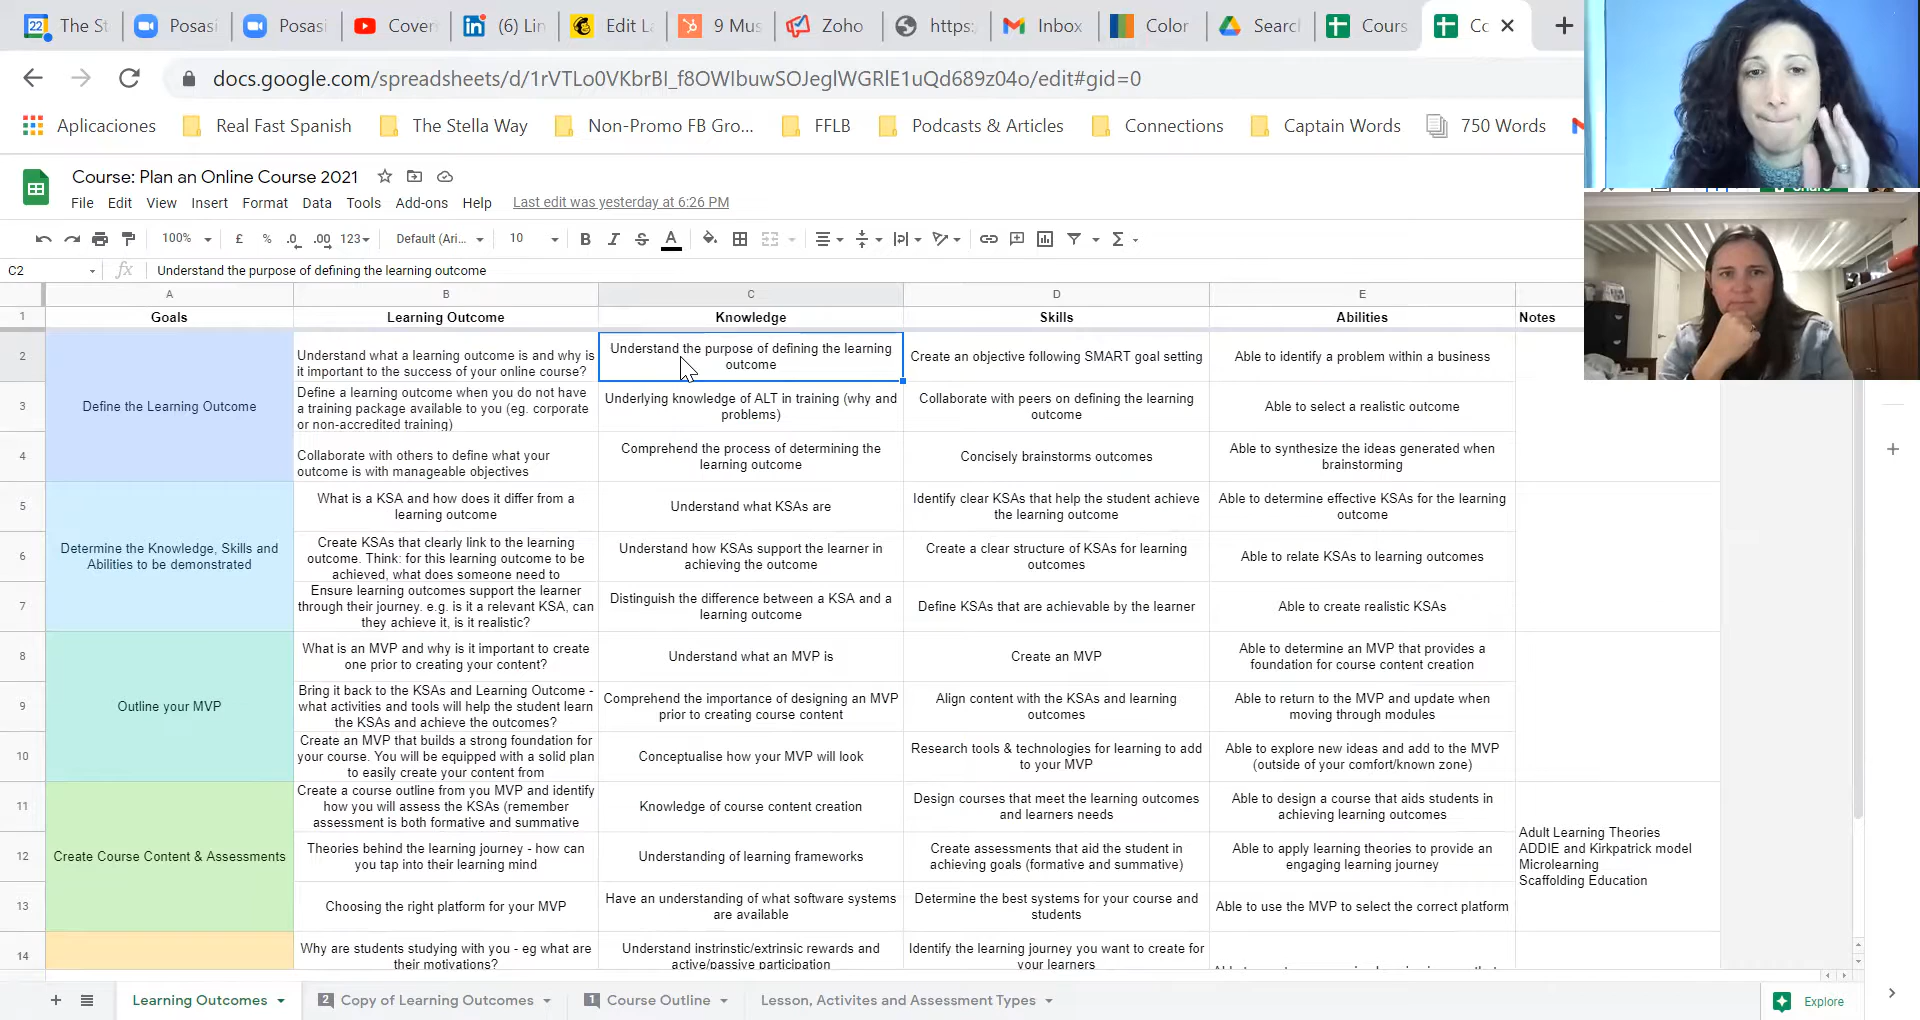 The St
Posasi
Posasi
Cover
(6) Lin
Edit La
9 Mus
Zoho
https:
Inbox
Color
Searc
Cours
Co
docs.google.com/spreadsheets/d/1rVTLo0VKbrBI_f8OWIbuwSOJeglWGRlE1uQd689z04o/edit#gid=0
Aplicaciones
Real Fast Spanish
The Stella Way
Non-Promo FB Gro...
FFLB
Podcasts & Articles
Connections
Captain Words
750 Words
Course: Plan an Online Course 2021
File Edit View Insert Format Data Tools Add-ons Help Last edit was yesterday at 6:26 PM
100% £ % .0 .00 123 Default (Ari... 10 B I S A
C2 fx Understand the purpose of defining the learning outcome
A B C D E
1 Goals Learning Outcome Knowledge Skills Abilities Notes
2
Understand what a learning outcome is and why is
it important to the success of your online course?
Understand the purpose of defining the learning
outcome
Create an objective following SMART goal setting
Able to identify a problem within a business
3
Define the Learning Outcome
Define a learning outcome when you do not have
a training package available to you (eg. corporate
or non-accredited training)
Underlying knowledge of ALT in training (why and
problems)
Collaborate with peers on defining the learning
outcome
Able to select a realistic outcome
4
Collaborate with others to define what your
outcome is with manageable objectives
Comprehend the process of determining the
learning outcome
Concisely brainstorms outcomes
Able to synthesize the ideas generated when
brainstorming
5
What is a KSA and how does it differ from a
learning outcome
Understand what KSAs are
Identify clear KSAs that help the student achieve
the learning outcome
Able to determine effective KSAs for the learning
outcome
6
Determine the Knowledge, Skills and
Abilities to be demonstrated
Create KSAs that clearly link to the learning
outcome. Think: for this learning outcome to be
achieved, what does someone need to
Understand how KSAs support the learner in
achieving the outcome
Create a clear structure of KSAs for learning
outcomes
Able to relate KSAs to learning outcomes
7
Ensure learning outcomes support the learner
through their journey. e.g. is it a relevant KSA, can
they achieve it, is it realistic?
Distinguish the difference between a KSA and a
learning outcome
Define KSAs that are achievable by the learner
Able to create realistic KSAs
8
What is an MVP and why is it important to create
one prior to creating your content?
Understand what an MVP is
Create an MVP
Able to determine an MVP that provides a
foundation for course content creation
9
Outline your MVP
Bring it back to the KSAs and Learning Outcome -
what activities and tools will help the student learn
the KSAs and achieve the outcomes?
Comprehend the importance of designing an MVP
prior to creating course content
Align content with the KSAs and learning
outcomes
Able to return to the MVP and update when
moving through modules
10
Create an MVP that builds a strong foundation for
your course. You will be equipped with a solid plan
to easily create your content from
Conceptualise how your MVP will look
Research tools & technologies for learning to add
to your MVP
Able to explore new ideas and add to the MVP
(outside of your comfort/known zone)
11
Create a course outline from you MVP and identify
how you will assess the KSAs (remember
assessment is both formative and summative
Knowledge of course content creation
Design courses that meet the learning outcomes
and learners needs
Able to design a course that aids students in
achieving learning outcomes
12
Create Course Content & Assessments
Theories behind the learning journey - how can
you tap into their learning mind
Understanding of learning frameworks
Create assessments that aid the student in
achieving goals (formative and summative)
Able to apply learning theories to provide an
engaging learning journey
Adult Learning Theories
ADDIE and Kirkpatrick model
Microlearning
Scaffolding Education
13
Choosing the right platform for your MVP
Have an understanding of what software systems
are available
Determine the best systems for your course and
students
Able to use the MVP to select the correct platform
14
Why are students studying with you - eg what are
their motivations?
Understand instrinstic/extrinsic rewards and
active/passive participation
Identify the learning journey you want to create for
your learners
Learning Outcomes
2 Copy of Learning Outcomes
1 Course Outline
Lesson, Activites and Assessment Types
Explore